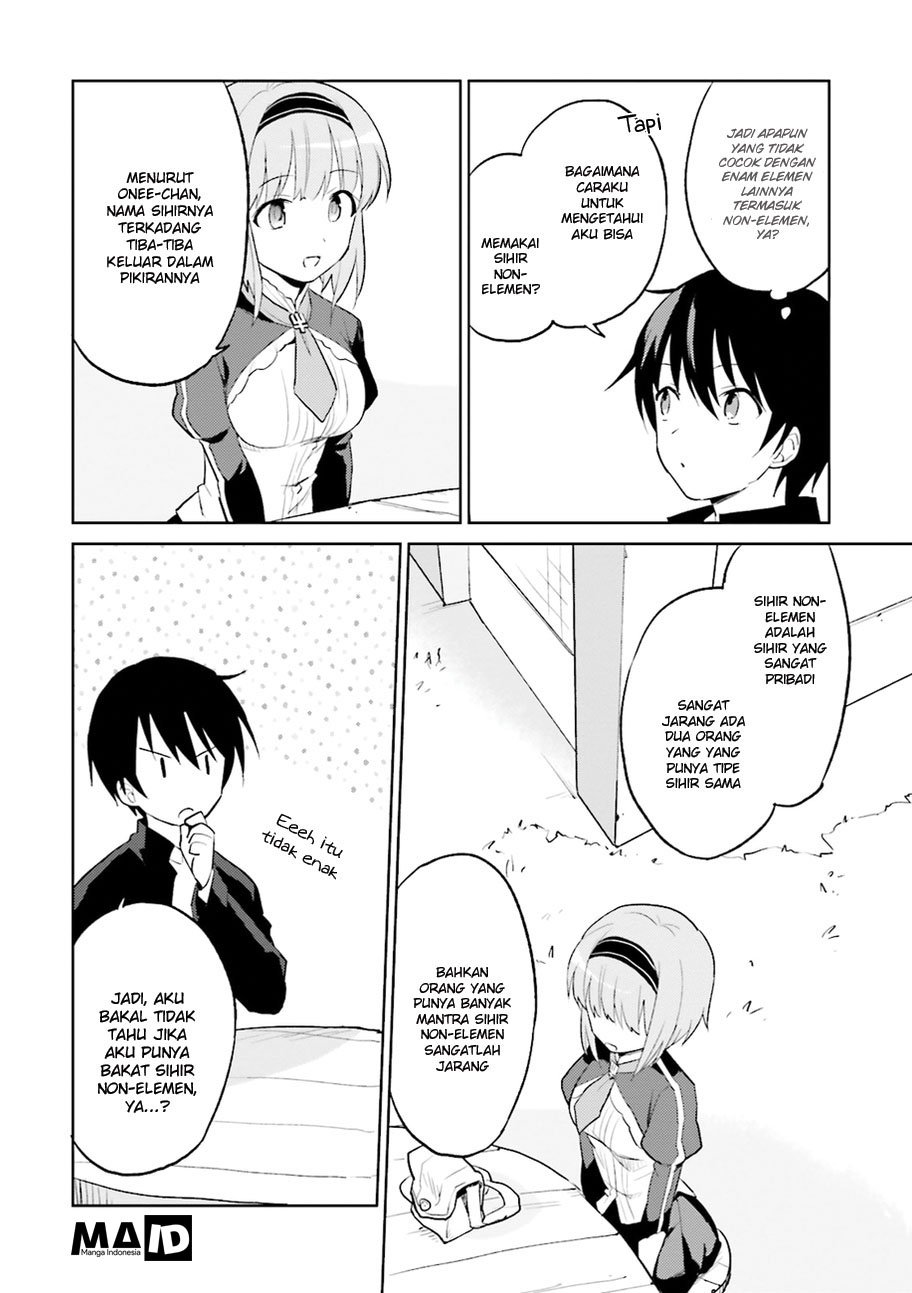 JADI APAPUN
YANG TIDAK
COCOK DENGAN
ENAM ELEMEN
LAINNYA
TERMASUK
NON-ELEMEN,
YA?
Tapi
BAGAIMANA
CARAKU
UNTUK
MENGETAHUI
AKU BISA
MEMAKAI
SIHIR
NON-
ELEMEN?
MENURUT
ONEE-CHAN,
NAMA SIHIRNYA
TERKADANG
TIBA-TIBA
KELUAR DALAM
PIKIRANNYA
SIHIR NON-
ELEMEN
ADALAH
SIHIR YANG
SANGAT
PRIBADI
SANGAT
JARANG ADA
DUA ORANG
YANG YANG
PUNYA TIPE
SIHIR SAMA
BAHKAN
ORANG YANG
PUNYA BANYAK
MANTRA SIHIR
NON-ELEMEN
SANGATLAH
JARANG
Eeeh itu
tidak enak
JADI, AKU
BAKAL TIDAK
TAHU JIKA
AKU PUNYA
BAKAT SIHIR
NON-ELEMEN,
YA...?
MAID
Manga Indonesia